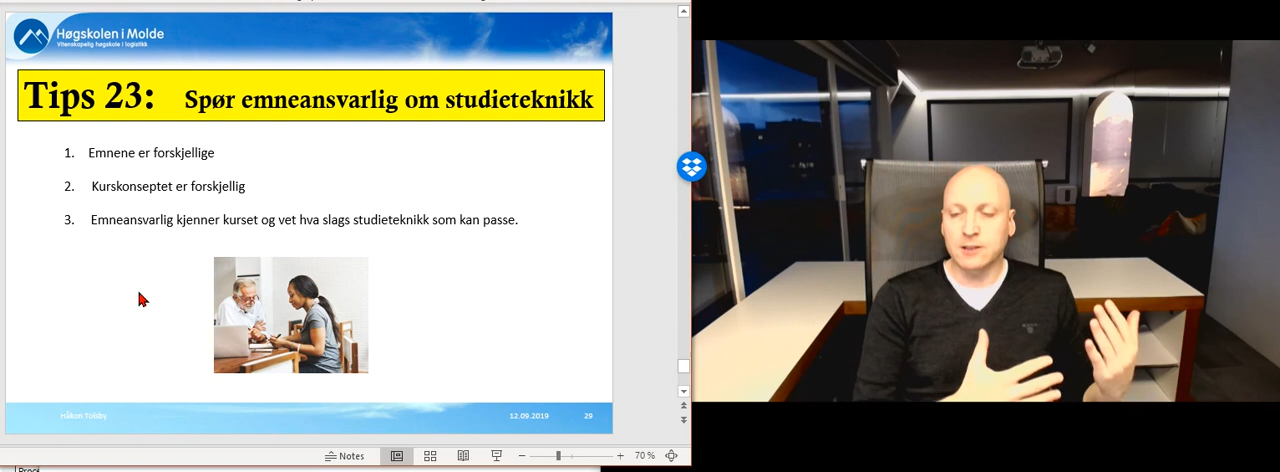 Høgskolen i Molde
Vitenskapelig høgskole i logistikk
Tips 23: Spør emneansvarlig om studieteknikk
1. Emnene er forskjellige
2. Kurskonseptet er forskjellig
3. Emneansvarlig kjenner kurset og vet hva slags studieteknikk som kan passe.
Håkon Tolsby 12.09.2019 29
Notes 70 %